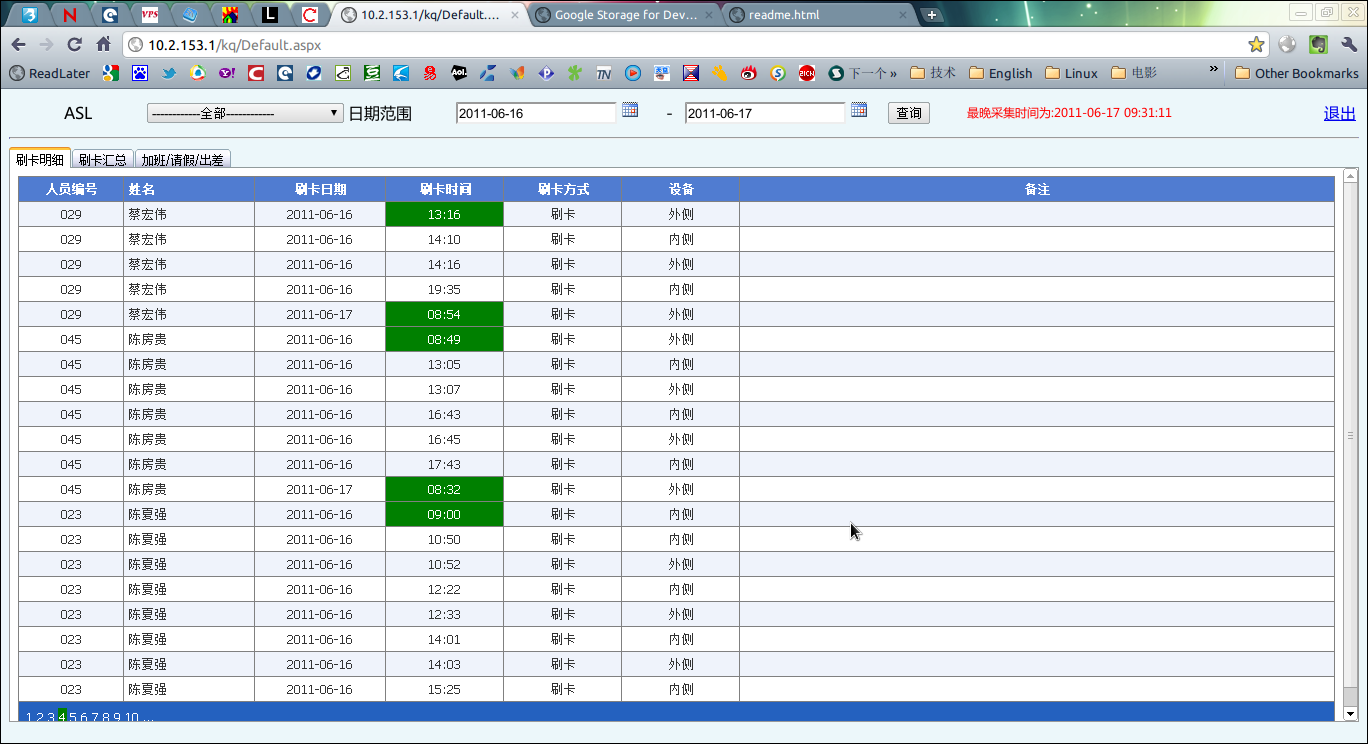 10.2.153.1/kq/Default....
Google Storage for Dev...
readme.html
10.2.153.1/kq/Default.aspx
ReadLater 下一个 » 技术 English Linux 电影 » Other Bookmarks
ASL ------------全部------------ 日期范围 2011-06-16 - 2011-06-17 查询 最晚采集时间为:2011-06-17 09:31:11 退出
刷卡明细 刷卡汇总 加班/请假/出差
人员编号 姓名 刷卡日期 刷卡时间 刷卡方式 设备 备注
029 蔡宏伟 2011-06-16 13:16 刷卡 外侧
029 蔡宏伟 2011-06-16 14:10 刷卡 内侧
029 蔡宏伟 2011-06-16 14:16 刷卡 外侧
029 蔡宏伟 2011-06-16 19:35 刷卡 内侧
029 蔡宏伟 2011-06-17 08:54 刷卡 外侧
045 陈房贵 2011-06-16 08:49 刷卡 外侧
045 陈房贵 2011-06-16 13:05 刷卡 内侧
045 陈房贵 2011-06-16 13:07 刷卡 外侧
045 陈房贵 2011-06-16 16:43 刷卡 内侧
045 陈房贵 2011-06-16 16:45 刷卡 外侧
045 陈房贵 2011-06-16 17:43 刷卡 内侧
045 陈房贵 2011-06-17 08:32 刷卡 外侧
023 陈夏强 2011-06-16 09:00 刷卡 内侧
023 陈夏强 2011-06-16 10:50 刷卡 内侧
023 陈夏强 2011-06-16 10:52 刷卡 外侧
023 陈夏强 2011-06-16 12:22 刷卡 内侧
023 陈夏强 2011-06-16 12:33 刷卡 外侧
023 陈夏强 2011-06-16 14:01 刷卡 内侧
023 陈夏强 2011-06-16 14:03 刷卡 外侧
023 陈夏强 2011-06-16 15:25 刷卡 内侧
1 2 3 4 5 6 7 8 9 10 ...